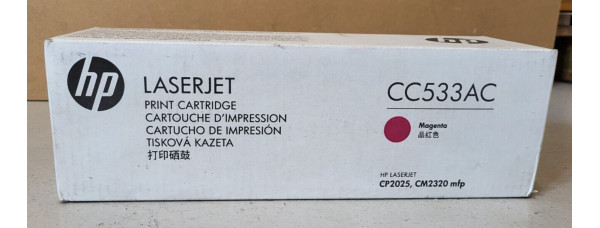 hp
LASERJET
PRINT CARTRIDGE
CARTOUCHE D'IMPRESSION
CARTUCHO DE IMPRESIÓN
TISKOVÁ KAZETA
打印硒鼓
CC533AC
Magenta
品红色
HP LASERJET
CP2025, CM2320 mfp